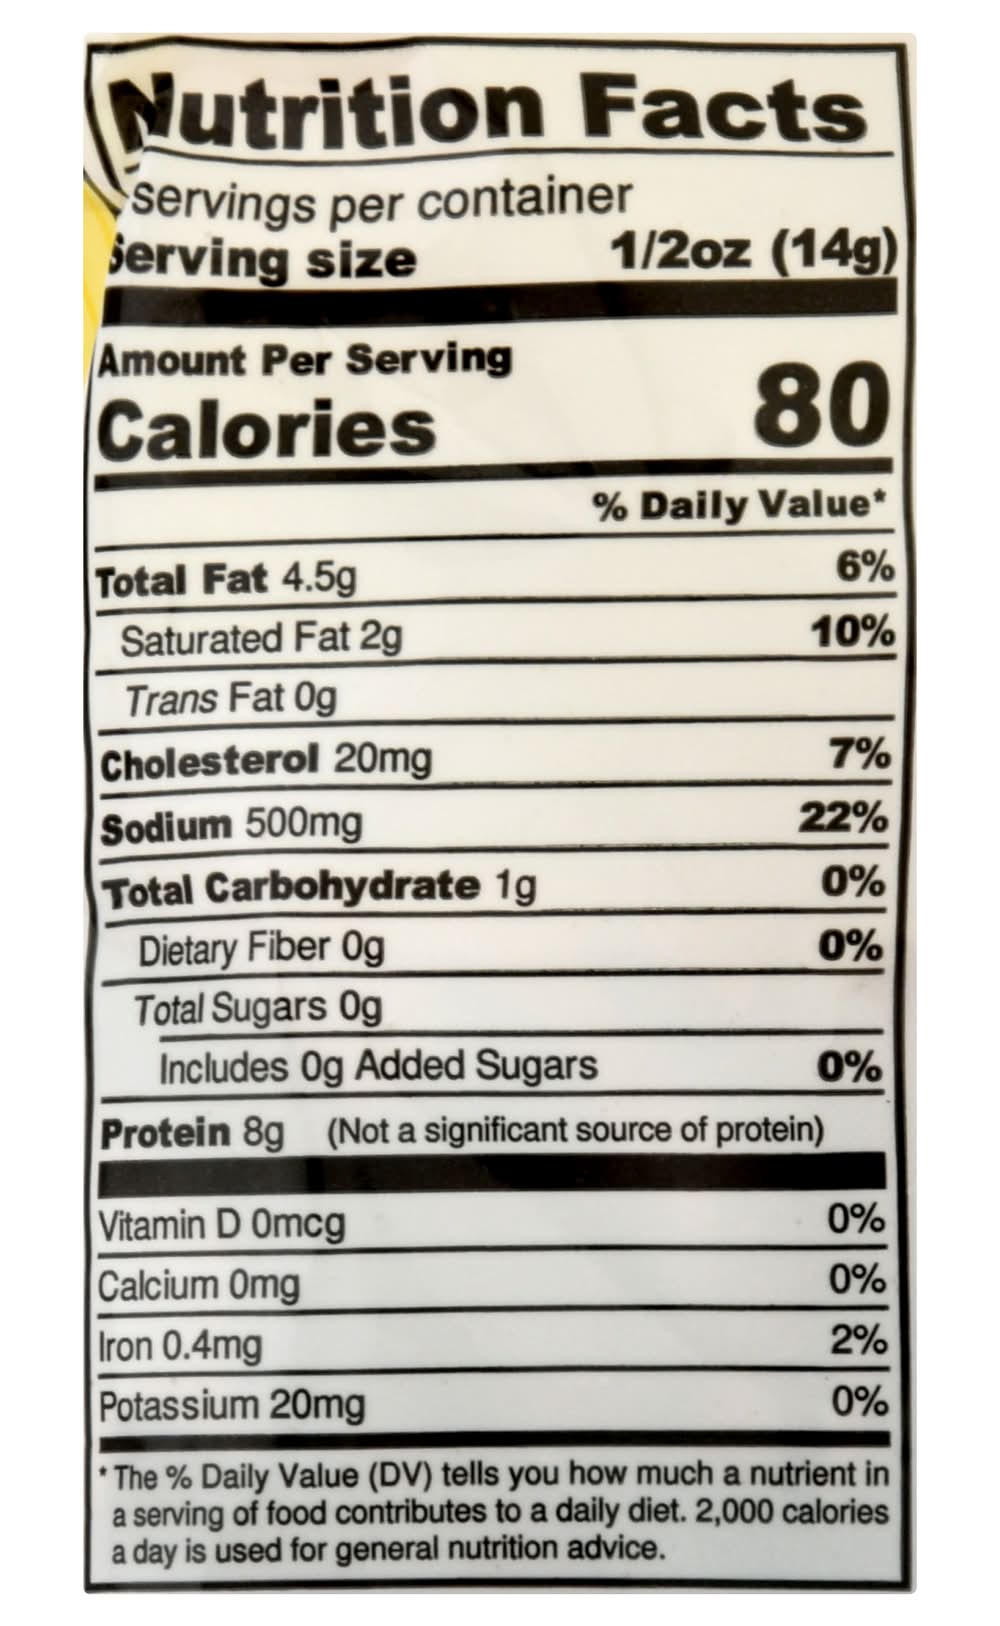 Nutrition Facts
servings per container
Serving size 1/2oz (14g)
Amount Per Serving
Calories 80
% Daily Value*
Total Fat 4.5g 6%
Saturated Fat 2g 10%
Trans Fat 0g
Cholesterol 20mg 7%
Sodium 500mg 22%
Total Carbohydrate 1g 0%
Dietary Fiber 0g 0%
Total Sugars 0g
Includes 0g Added Sugars 0%
Protein 8g (Not a significant source of protein)
Vitamin D 0mcg 0%
Calcium 0mg 0%
Iron 0.4mg 2%
Potassium 20mg 0%
* The % Daily Value (DV) tells you how much a nutrient in
a serving of food contributes to a daily diet. 2,000 calories
a day is used for general nutrition advice.